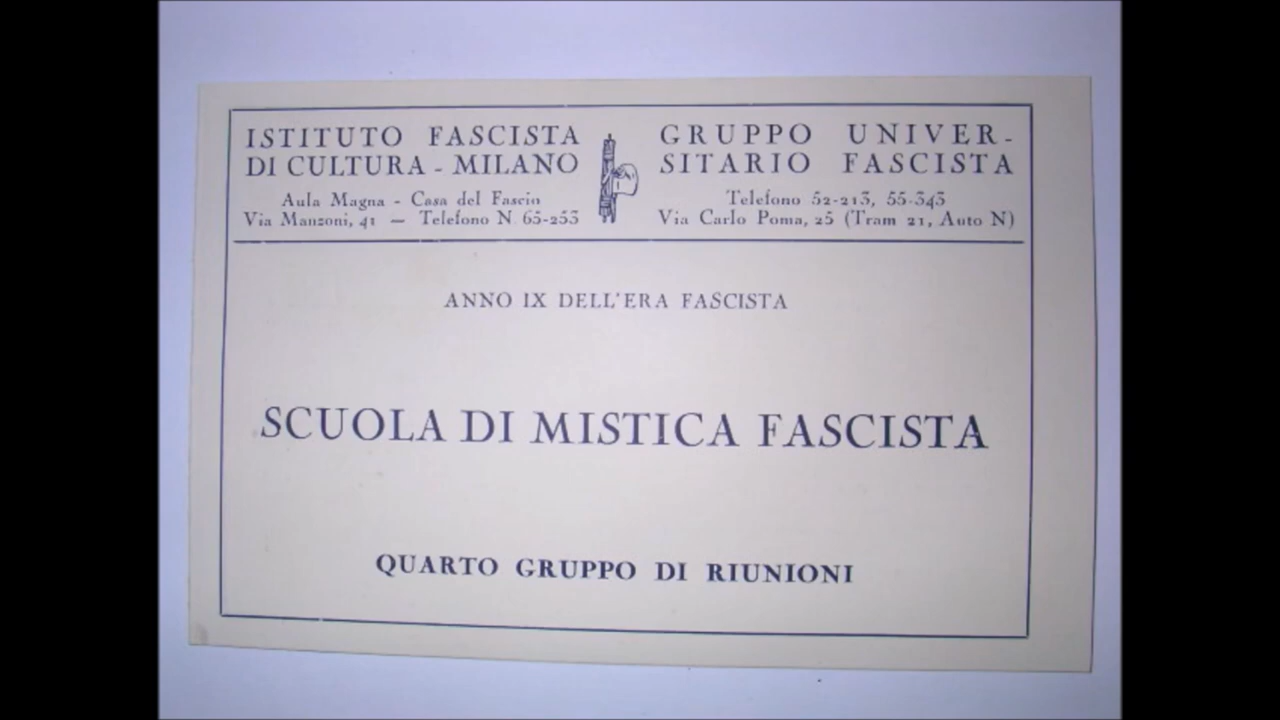 ISTITUTO FASCISTA
DI CULTURA - MILANO
Aula Magna - Casa del Fascio
Via Manzoni, 41 — Telefono N. 65-253
GRUPPO UNIVER-
SITARIO FASCISTA
Telefono 52-213, 55-343
Via Carlo Poma, 25 (Tram 21, Auto N)
ANNO IX DELL'ERA FASCISTA
SCUOLA DI MISTICA FASCISTA
QUARTO GRUPPO DI RIUNIONI